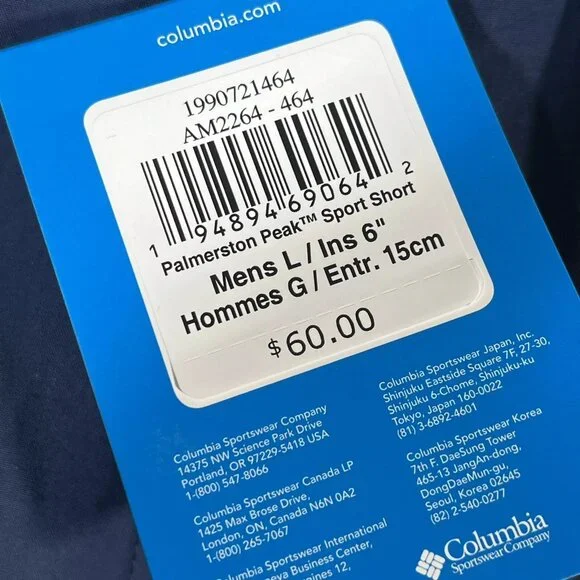 columbia.com
1990721464
AM2264 - 464
1 94894 69064 2
Palmerston Peak™ Sport Short
Mens L / Ins 6"
Hommes G / Entr. 15cm
$60.00
Columbia Sportswear Company
14375 NW Science Park Drive
Portland, OR 97229-5418 USA
1-(800) 547-8066
Columbia Sportswear Canada LP
1425 Max Brose Drive,
London, ON, Canada N6N 0A2
1-(800) 265-7067
Columbia Sportswear International
eva Business Center,
ines 12,
Columbia Sportswear Japan, Inc.
Shinjuku Eastside Square 7F, 27-30,
Shinjuku 6-Chome, Shinjuku-ku
Tokyo, Japan 160-0022
(81) 3-6892-4601
Columbia Sportswear Korea
7th F. DaeSung Tower
465-13 JangAn-dong,
DongDaeMun-gu,
Seoul, Korea 02645
(82) 2-540-0277
Columbia
Sportswear Company